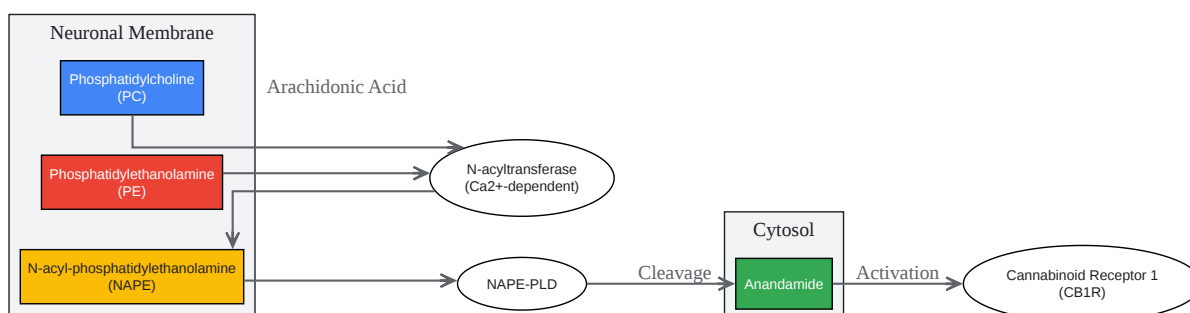 Neuronal Membrane
Phosphatidylcholine
(PC)
Arachidonic Acid
Phosphatidylethanolamine
(PE)
N-acyltransferase
(Ca2+-dependent)
N-acyl-phosphatidylethanolamine
(NAPE)
NAPE-PLD
Cleavage
Cytosol
Anandamide
Activation
Cannabinoid Receptor 1
(CB1R)